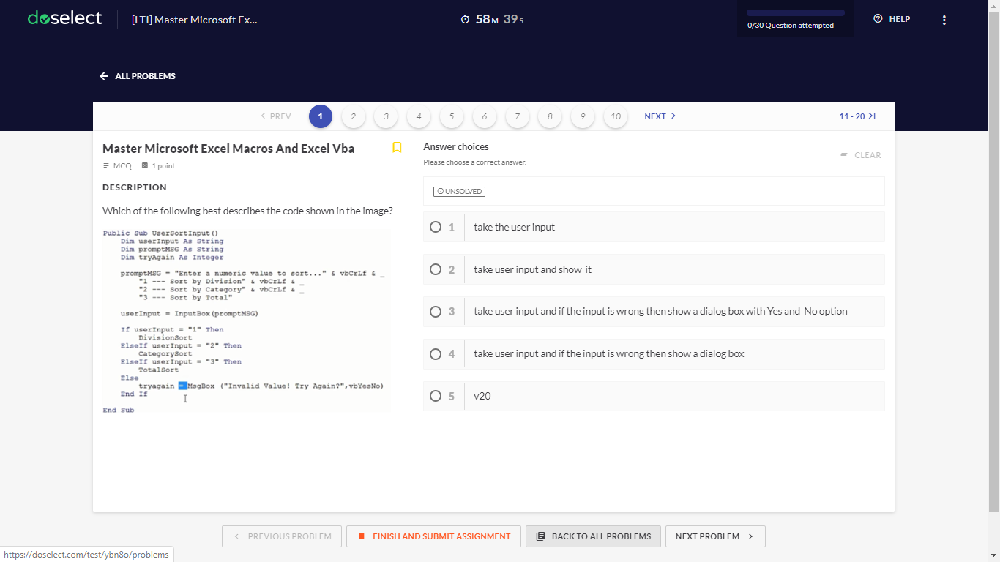 doselect
[LTI] Master Microsoft Ex...
58 M 39 S
0/30 Question attempted
HELP
ALL PROBLEMS
PREV
1
2
3
4
5
6
7
8
9
10
NEXT
11 - 20
Master Microsoft Excel Macros And Excel Vba
MCQ 1 point
DESCRIPTION
Which of the following best describes the code shown in the image?
Public Sub UserSortInput()
Dim userInput As String
Dim promptMSG As String
Dim tryAgain As Integer
promptMSG = "Enter a numeric value to sort..." & vbCrLf & _
"1 --- Sort by Division" & vbCrLf & _
"2 --- Sort by Category" & vbCrLf & _
"3 --- Sort by Total"
userInput = InputBox(promptMSG)
If userInput = "1" Then
DivisionSort
ElseIf userInput = "2" Then
CategorySort
ElseIf userInput = "3" Then
TotalSort
Else
tryagain = MsgBox ("Invalid Value! Try Again?",vbYesNo)
End If
End Sub
Answer choices
Please choose a correct answer.
CLEAR
UNSOLVED
1 take the user input
2 take user input and show it
3 take user input and if the input is wrong then show a dialog box with Yes and No option
4 take user input and if the input is wrong then show a dialog box
5 v20
PREVIOUS PROBLEM
FINISH AND SUBMIT ASSIGNMENT
BACK TO ALL PROBLEMS
NEXT PROBLEM
https://doselect.com/test/ybn8o/problems